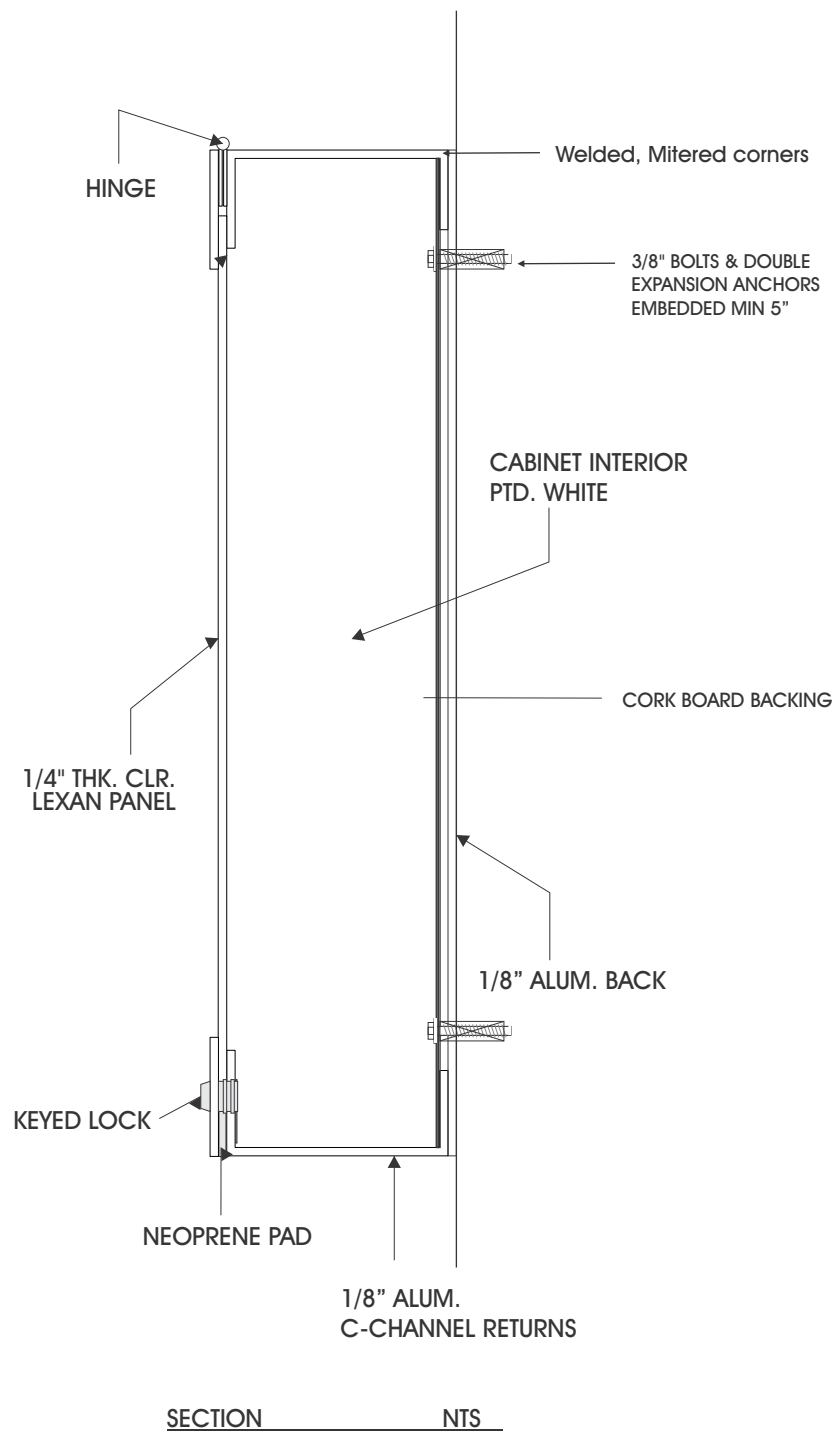 HINGE
Welded, Mitered corners
3/8" BOLTS & DOUBLE
EXPANSION ANCHORS
EMBEDDED MIN 5”
CABINET INTERIOR
PTD. WHITE
CORK BOARD BACKING
1/4" THK. CLR.
LEXAN PANEL
1/8” ALUM. BACK
KEYED LOCK
NEOPRENE PAD
1/8” ALUM.
C-CHANNEL RETURNS
SECTION NTS